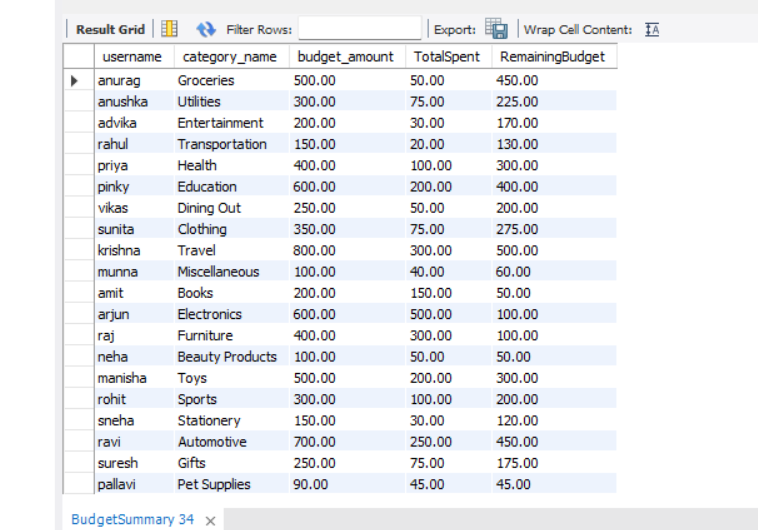 Result Grid Filter Rows: Export: Wrap Cell Content: IA
username category_name budget_amount TotalSpent RemainingBudget
anurag Groceries 500.00 50.00 450.00
anushka Utilities 300.00 75.00 225.00
advika Entertainment 200.00 30.00 170.00
rahul Transportation 150.00 20.00 130.00
priya Health 400.00 100.00 300.00
pinky Education 600.00 200.00 400.00
vikas Dining Out 250.00 50.00 200.00
sunita Clothing 350.00 75.00 275.00
krishna Travel 800.00 300.00 500.00
munna Miscellaneous 100.00 40.00 60.00
amit Books 200.00 150.00 50.00
arjun Electronics 600.00 500.00 100.00
raj Furniture 400.00 300.00 100.00
neha Beauty Products 100.00 50.00 50.00
manisha Toys 500.00 200.00 300.00
rohit Sports 300.00 100.00 200.00
sneha Stationery 150.00 30.00 120.00
ravi Automotive 700.00 250.00 450.00
suresh Gifts 250.00 75.00 175.00
pallavi Pet Supplies 90.00 45.00 45.00
BudgetSummary 34